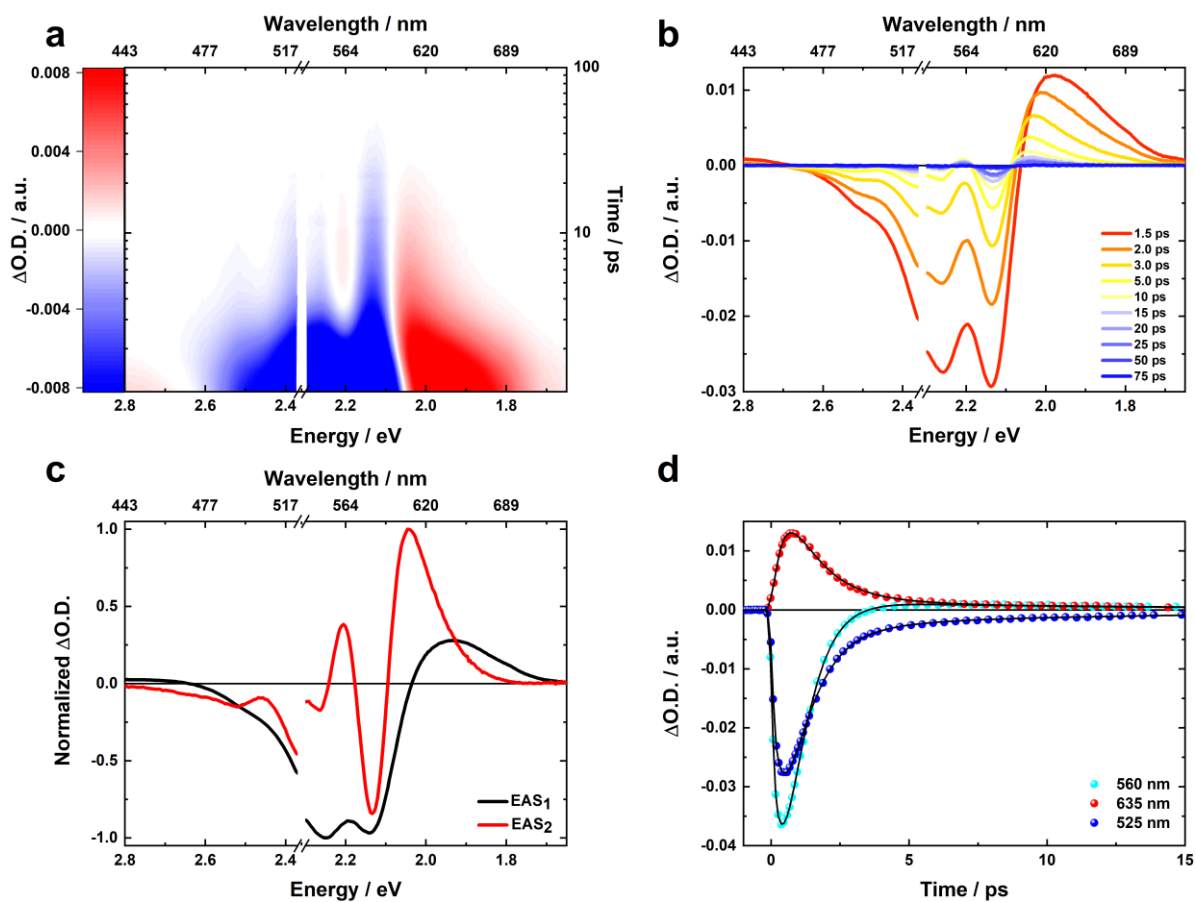 a
Wavelength / nm
443 477 517 564 620 689
0.008
0.004
0.000
-0.004
-0.008
ΔO.D. / a.u.
100
10
Time / ps
2.8 2.6 2.4 2.2 2.0 1.8
Energy / eV
b
Wavelength / nm
443 477 517 564 620 689
0.01
0.00
-0.01
-0.02
-0.03
ΔO.D. / a.u.
1.5 ps
2.0 ps
3.0 ps
5.0 ps
10 ps
15 ps
20 ps
25 ps
50 ps
75 ps
2.8 2.6 2.4 2.2 2.0 1.8
Energy / eV
c
Wavelength / nm
443 477 517 564 620 689
1.0
0.5
0.0
-0.5
-1.0
Normalized ΔO.D.
EAS1
EAS2
2.8 2.6 2.4 2.2 2.0 1.8
Energy / eV
d
0.01
0.00
-0.01
-0.02
-0.03
-0.04
ΔO.D. / a.u.
560 nm
635 nm
525 nm
0 5 10 15
Time / ps